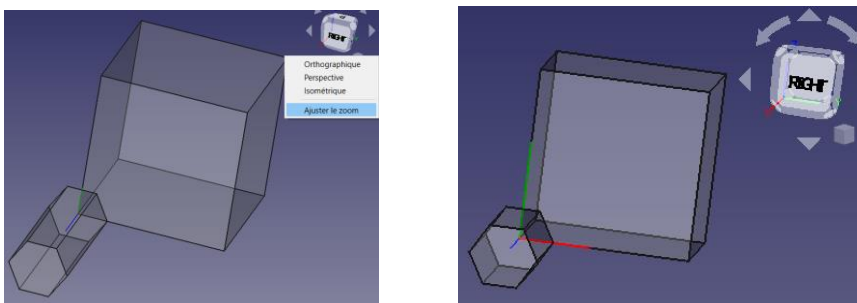 RIGHT
Orthographique
Perspective
Isométrique
Ajuster le zoom
RIGHT